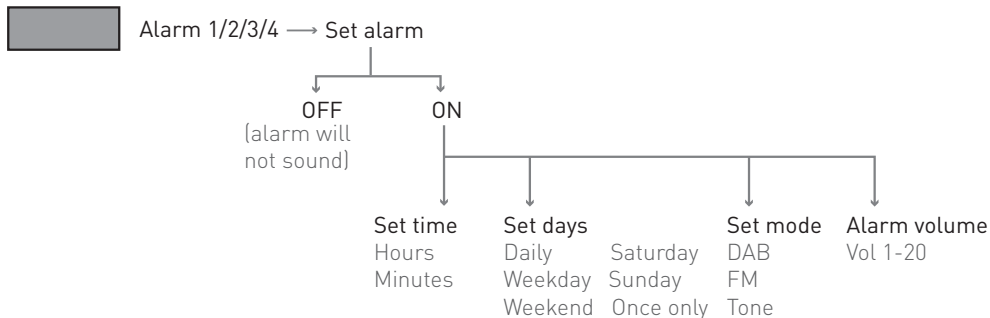 Alarm 1/2/3/4 → Set alarm
OFF
(alarm will
not sound)
ON
Set time
Hours
Minutes
Set days
Daily Saturday
Weekday Sunday
Weekend Once only
Set mode
DAB
FM
Tone
Alarm volume
Vol 1-20